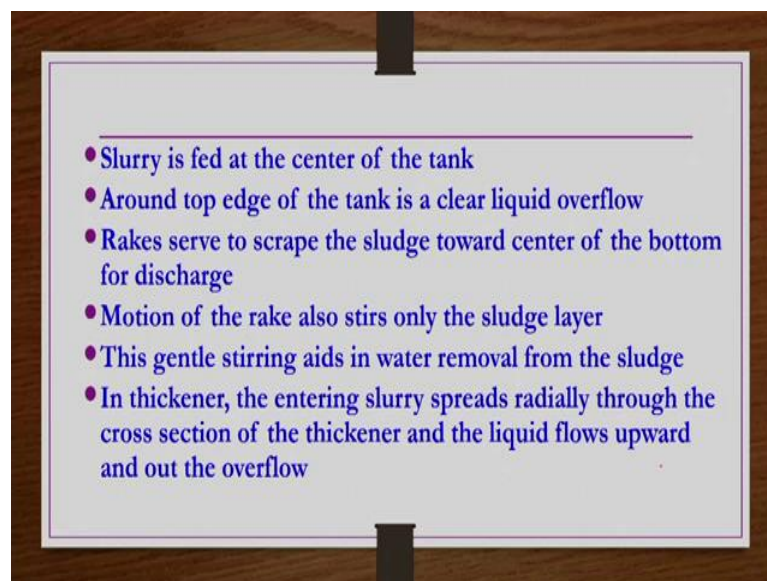 •Slurry is fed at the center of the tank
•Around top edge of the tank is a clear liquid overflow
•Rakes serve to scrape the sludge toward center of the bottom
for discharge
•Motion of the rake also stirs only the sludge layer
•This gentle stirring aids in water removal from the sludge
•In thickener, the entering slurry spreads radially through the
cross section of the thickener and the liquid flows upward
and out the overflow